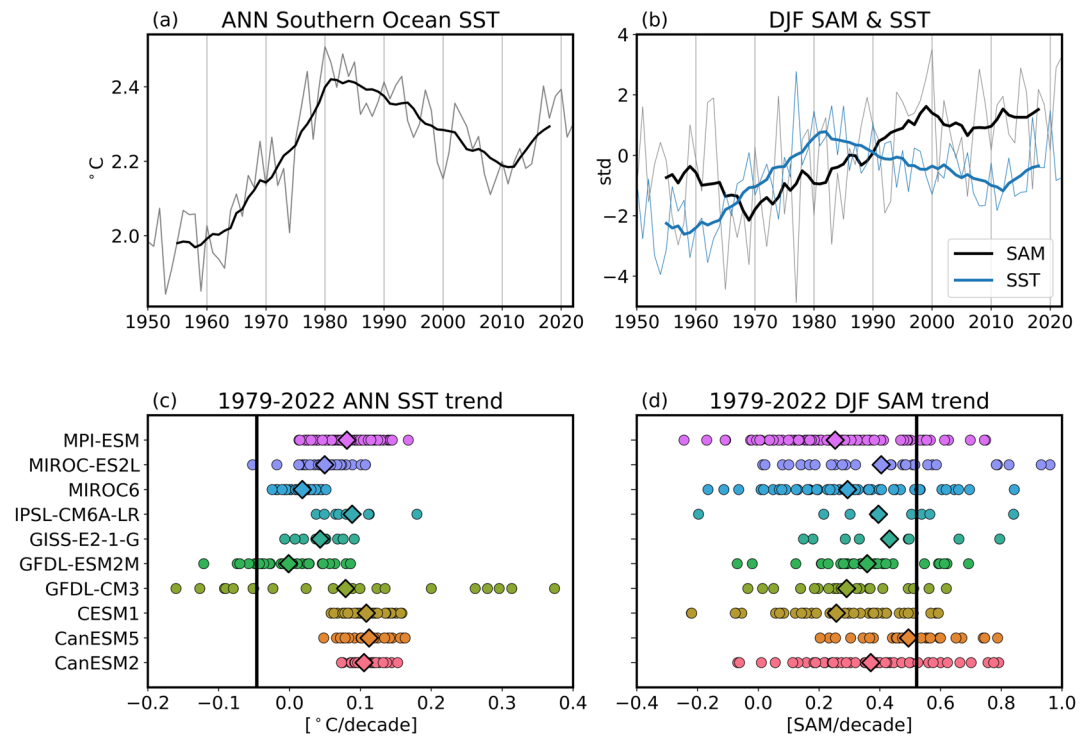 (a) ANN Southern Ocean SST
2.4
2.2
2.0
°C
1950 1960 1970 1980 1990 2000 2010 2020
(b) DJF SAM & SST
4
2
0
−2
−4
std
SAM
SST
1950 1960 1970 1980 1990 2000 2010 2020
(c) 1979-2022 ANN SST trend
MPI-ESM
MIROC-ES2L
MIROC6
IPSL-CM6A-LR
GISS-E2-1-G
GFDL-ESM2M
GFDL-CM3
CESM1
CanESM5
CanESM2
−0.2 −0.1 0.0 0.1 0.2 0.3 0.4
[°C/decade]
(d) 1979-2022 DJF SAM trend
−0.4 −0.2 0.0 0.2 0.4 0.6 0.8 1.0
[SAM/decade]